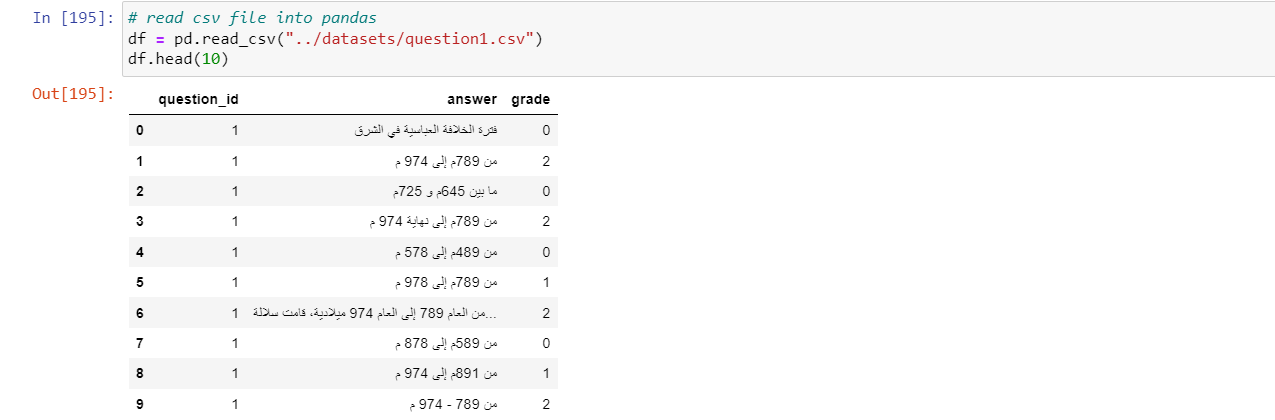 In [195]: # read csv file into pandas
df = pd.read_csv("../datasets/question1.csv")
df.head(10)
Out[195]:
question_id answer grade
0 1 فترة الخلافة العباسية في الشرق 0
1 1 من 789م إلى 974 م 2
2 1 ما بين 645م و 725م 0
3 1 من 789م إلى نهاية 974 م 2
4 1 من 489م إلى 578 م 0
5 1 من 789م إلى 978 م 1
6 1 من العام 789 إلى العام 974 ميلادية، قامت سلالة... 2
7 1 من 589م إلى 878 م 0
8 1 من 891م إلى 974 م 1
9 1 من 789 - 974 م 2